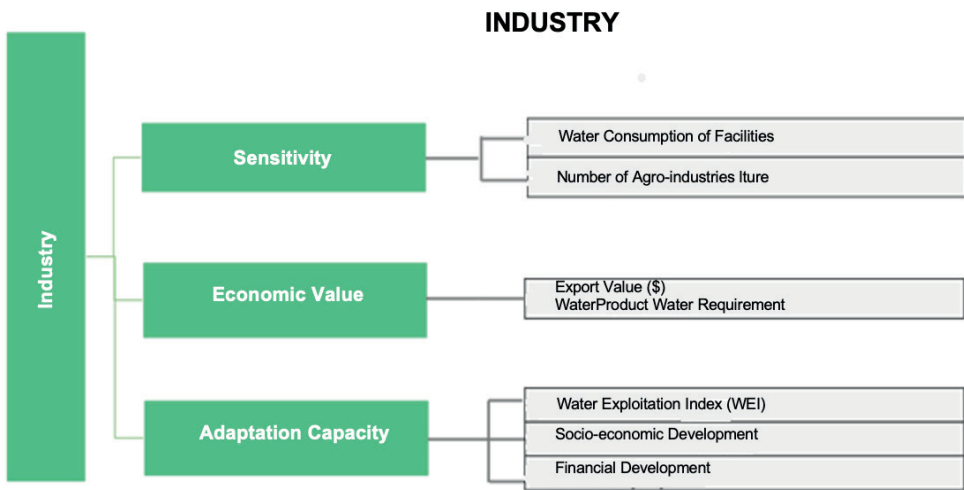 INDUSTRY
Industry
Sensitivity
Water Consumption of Facilities
Number of Agro-industries lture
Economic Value
Export Value ($)
WaterProduct Water Requirement
Adaptation Capacity
Water Exploitation Index (WEI)
Socio-economic Development
Financial Development